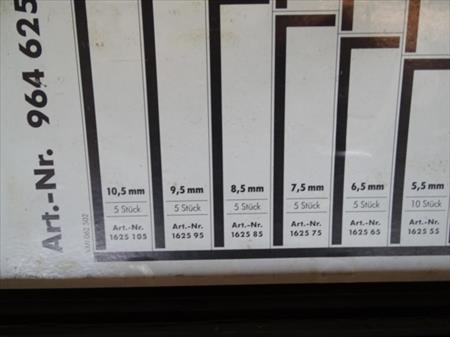 Art.-Nr. 964 625
10,5 mm
5 Stück
Art.-Nr.
1625 105
9,5 mm
5 Stück
Art.-Nr.
1625 95
8,5 mm
5 Stück
Art.-Nr.
1625 85
7,5 mm
5 Stück
Art.-Nr.
1625 75
6,5 mm
5 Stück
Art.-Nr.
1625 65
5,5 mm
10 Stück
Art.-Nr.
1625 55